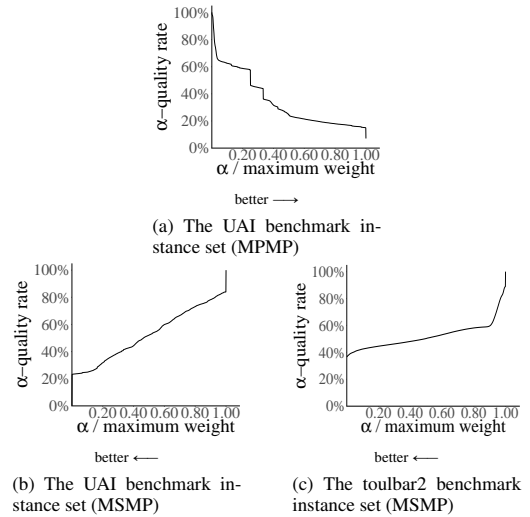 100%
80%
60%
40%
20%
0%
α−quality rate
0.20 0.40 0.60 0.80 1.00
α / maximum weight
better ⟶
(a) The UAI benchmark in-
stance set (MPMP)
100%
80%
60%
40%
20%
0%
α−quality rate
0.20 0.40 0.60 0.80 1.00
α / maximum weight
better ⟵
(b) The UAI benchmark in-
stance set (MSMP)
100%
80%
60%
40%
20%
0%
α−quality rate
0.20 0.40 0.60 0.80 1.00
α / maximum weight
better ⟵
(c) The toulbar2 benchmark
instance set (MSMP)